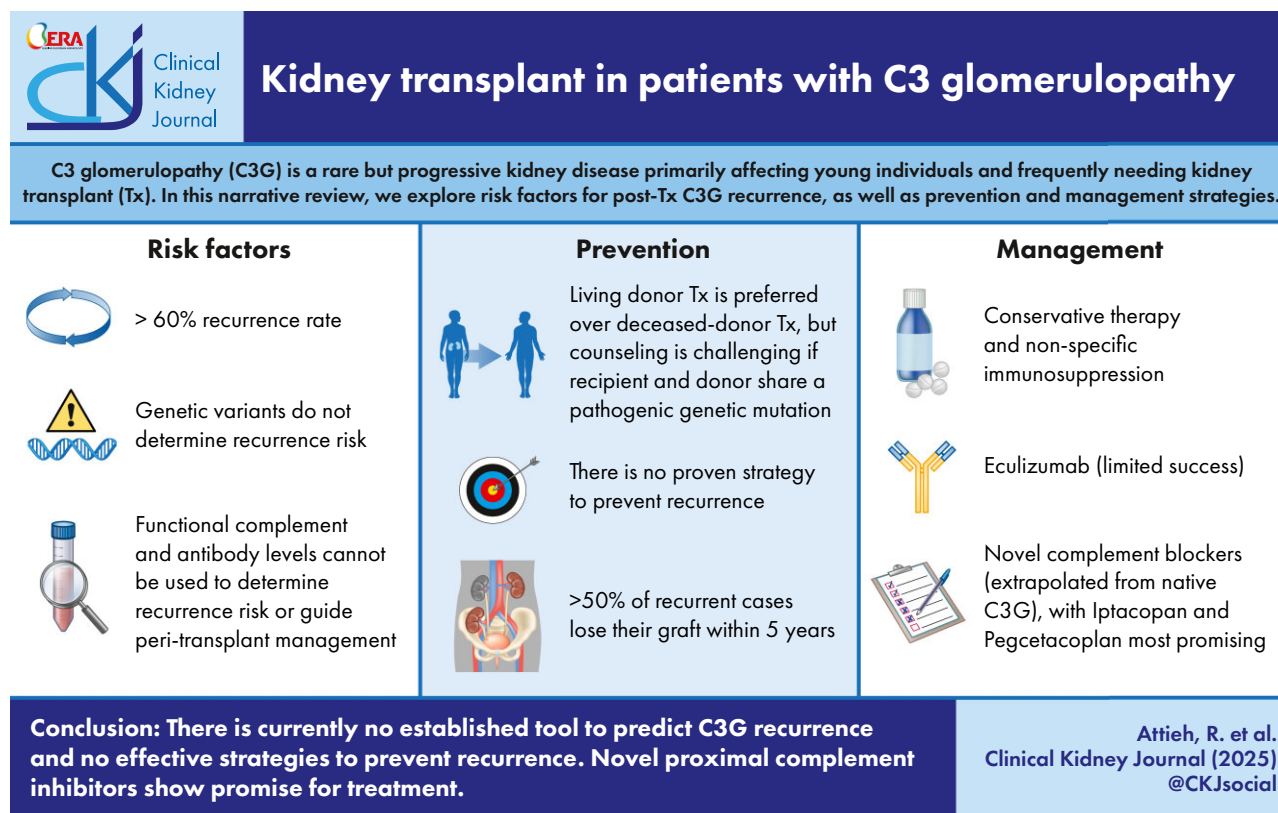 ERA
ckj
Clinical
Kidney
Journal
Kidney transplant in patients with C3 glomerulopathy
C3 glomerulopathy (C3G) is a rare but progressive kidney disease primarily affecting young individuals and frequently needing kidney
transplant (Tx). In this narrative review, we explore risk factors for post-Tx C3G recurrence, as well as prevention and management strategies.
Risk factors
> 60% recurrence rate
Genetic variants do not
determine recurrence risk
Functional complement
and antibody levels cannot
be used to determine
recurrence risk or guide
peri-transplant management
Prevention
Living donor Tx is preferred
over deceased-donor Tx, but
counseling is challenging if
recipient and donor share a
pathogenic genetic mutation
There is no proven strategy
to prevent recurrence
>50% of recurrent cases
lose their graft within 5 years
Management
Conservative therapy
and non-specific
immunosuppression
Eculizumab (limited success)
Novel complement blockers
(extrapolated from native
C3G), with Iptacopan and
Pegcetacoplan most promising
Conclusion: There is currently no established tool to predict C3G recurrence
and no effective strategies to prevent recurrence. Novel proximal complement
inhibitors show promise for treatment.
Attieh, R. et al.
Clinical Kidney Journal (2025)
@CKJsocial